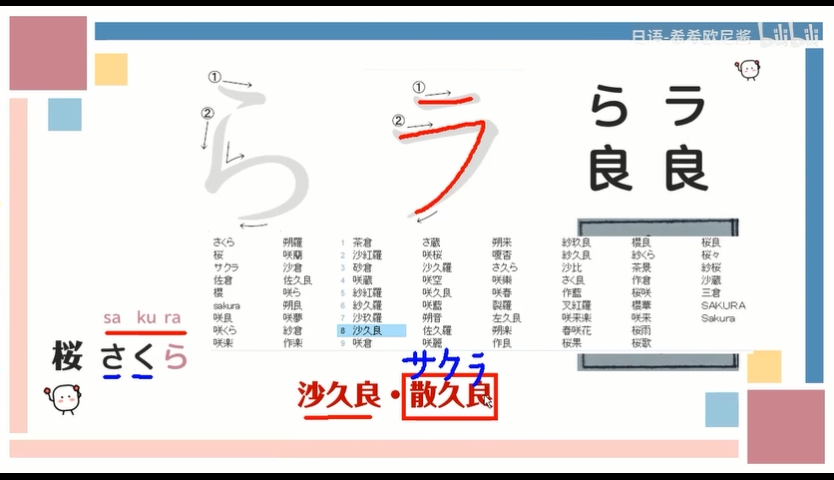 日语-希希欧尼酱 bilibili
① ①
② ②
ら ラ
ら ラ
良 良
さくら 朔羅 1 茶倉 さ蔵 朔来 紗玖良 櫻良 桜良
桜 咲蘭 2 沙紅羅 咲桜 嗄沓 紗久良 紗くら 桜々
サクラ 沙倉 3 砂倉 沙久羅 さ久ら 沙比 茶景 紗桜
佐倉 佐久良 4 咲蔵 咲空 咲樂 さく良 作倉 沙蔵
櫻 咲ら 5 紗紅羅 咲久良 咲春 作藍 桜咲 三倉
sakura 朔良 6 紗久羅 咲藍 裂羅 叉紅羅 櫻華 SAKURA
咲良 咲夢 7 沙玖羅 朔音 左久羅 咲来楽 咲来 Sakura
咲くら 紗倉 8 沙久良 佐久羅 朔楽 春咲花 桜雨
咲楽 作楽 9 咲倉 咲麗 作良 桜果 桜歌
sa ku ra
桜 さくら
サクラ
沙久良・散久良